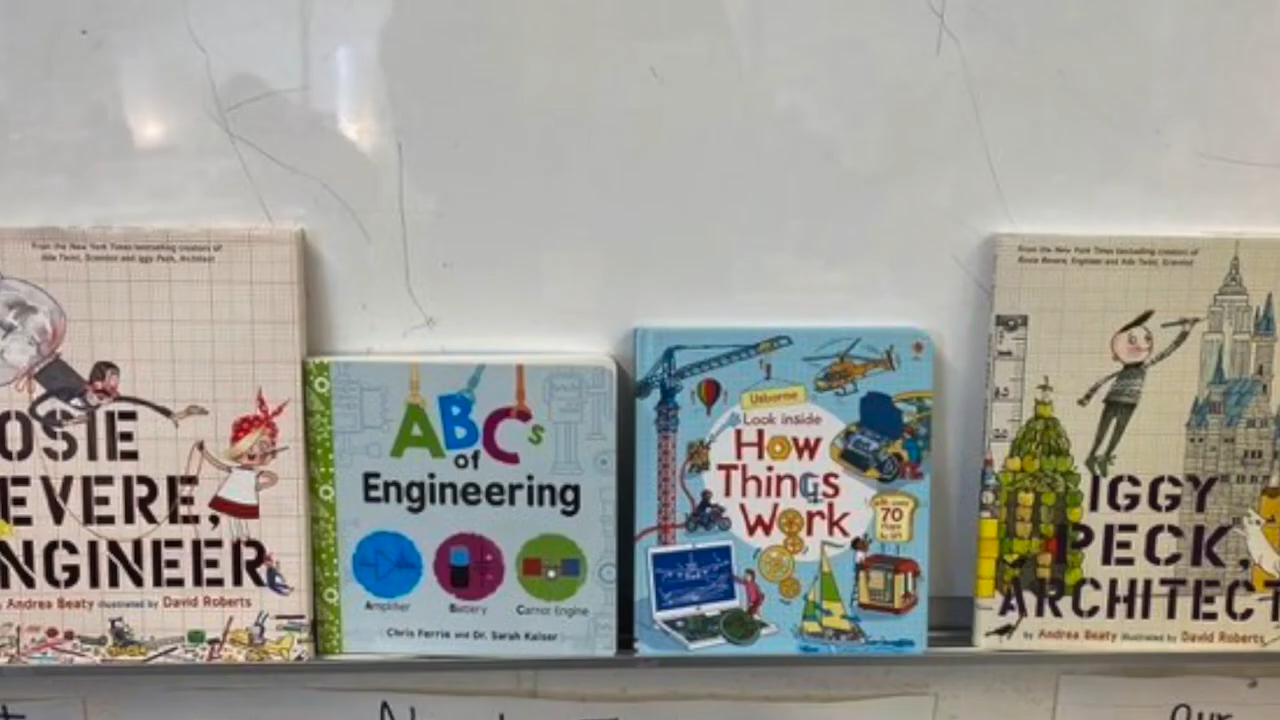 From the New York Times bestselling creators of
Ada Twist, Scientist and Iggy Peck, Architect
OSIE
EVERE,
NGINEER
Andrea Beaty illustrated by David Roberts
ABCs
of
Engineering
Amplifier Battery Carnot Engine
Chris Ferrie and Dr. Sarah Kaiser
Usborne
Look inside
How
Things
Work
70
From the New York Times bestselling creators of
Rosie Revere, Engineer and Ada Twist, Scientist
IGGY
PECK,
ARCHITECT
by Andrea Beaty illustrated by David Roberts
Our